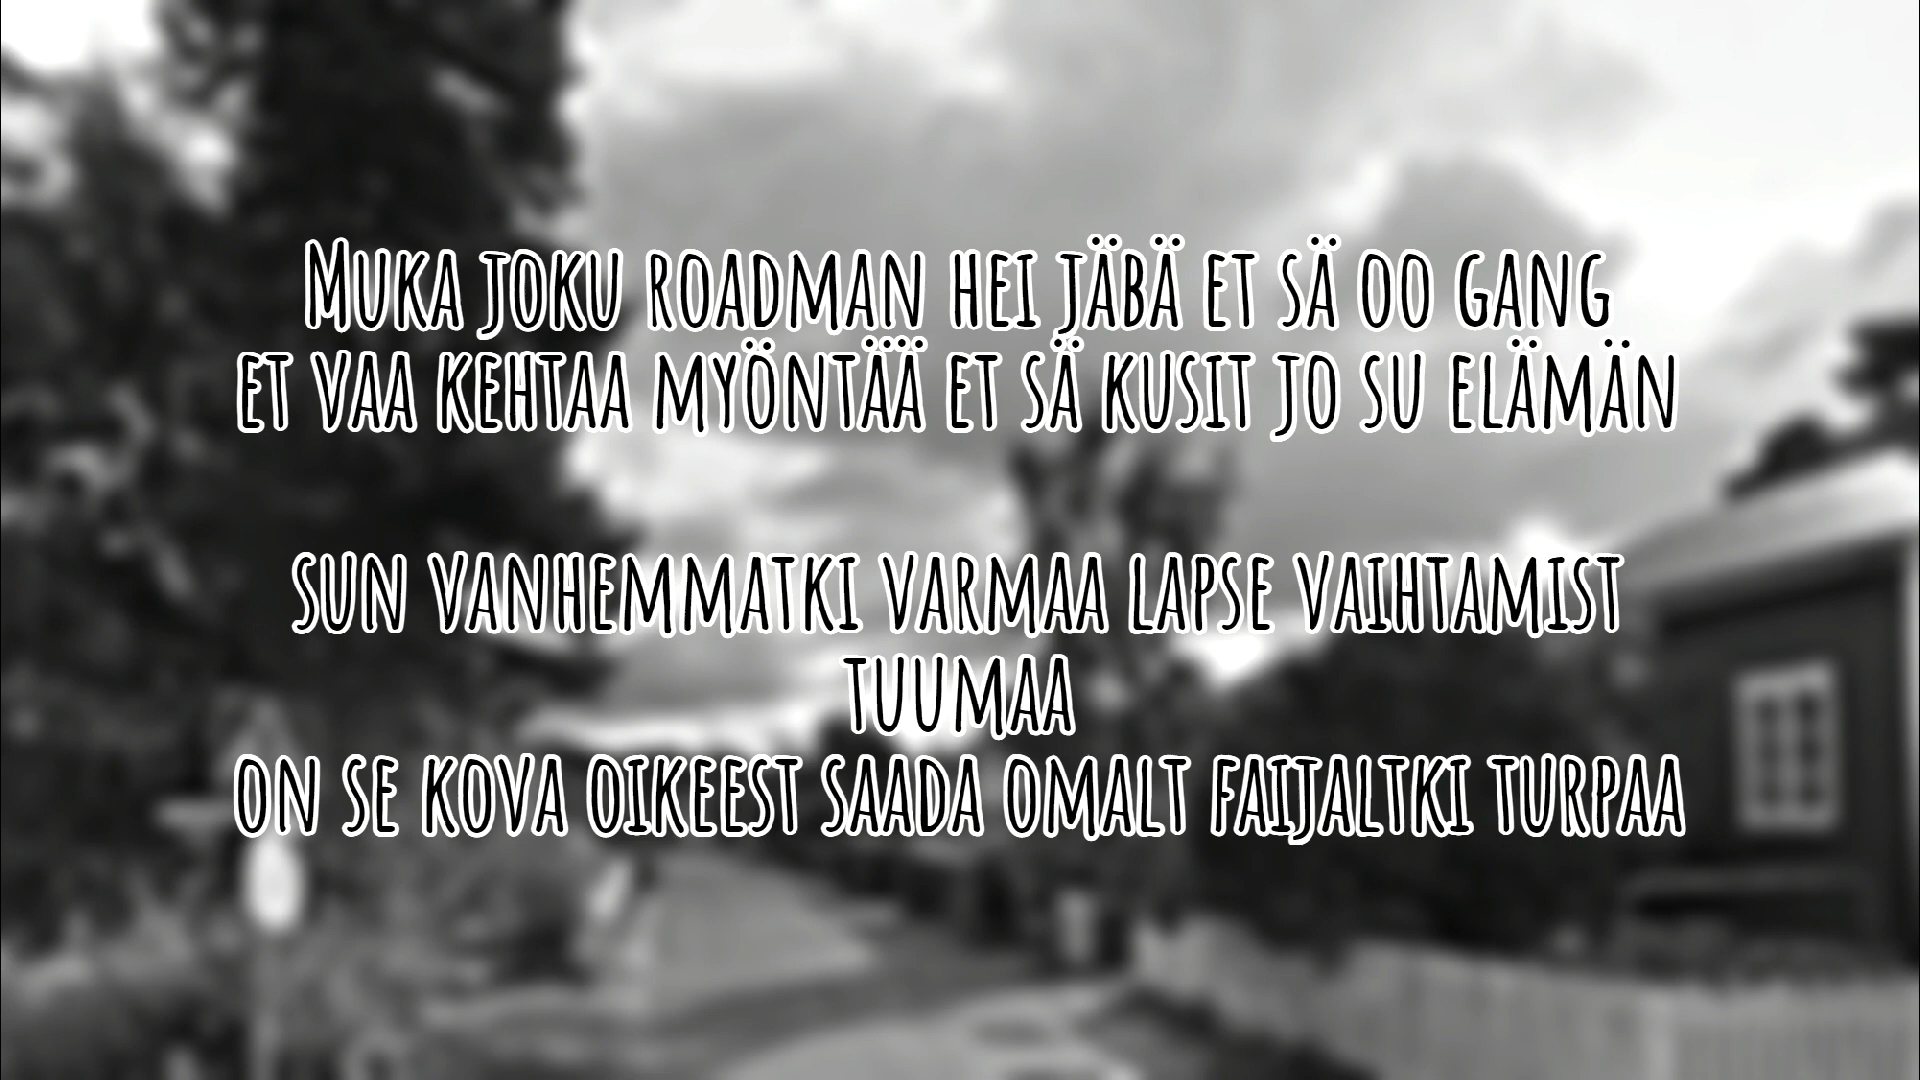 Muka joku roadman hei jäbä et sä oo gang
et vaa kehtaa myöntää et sä kusit jo su elämän
sun vanhemmatki varmaa lapse vaihtamist
tuumaa
on se kova oikeest saada omalt faijaltki turpaa